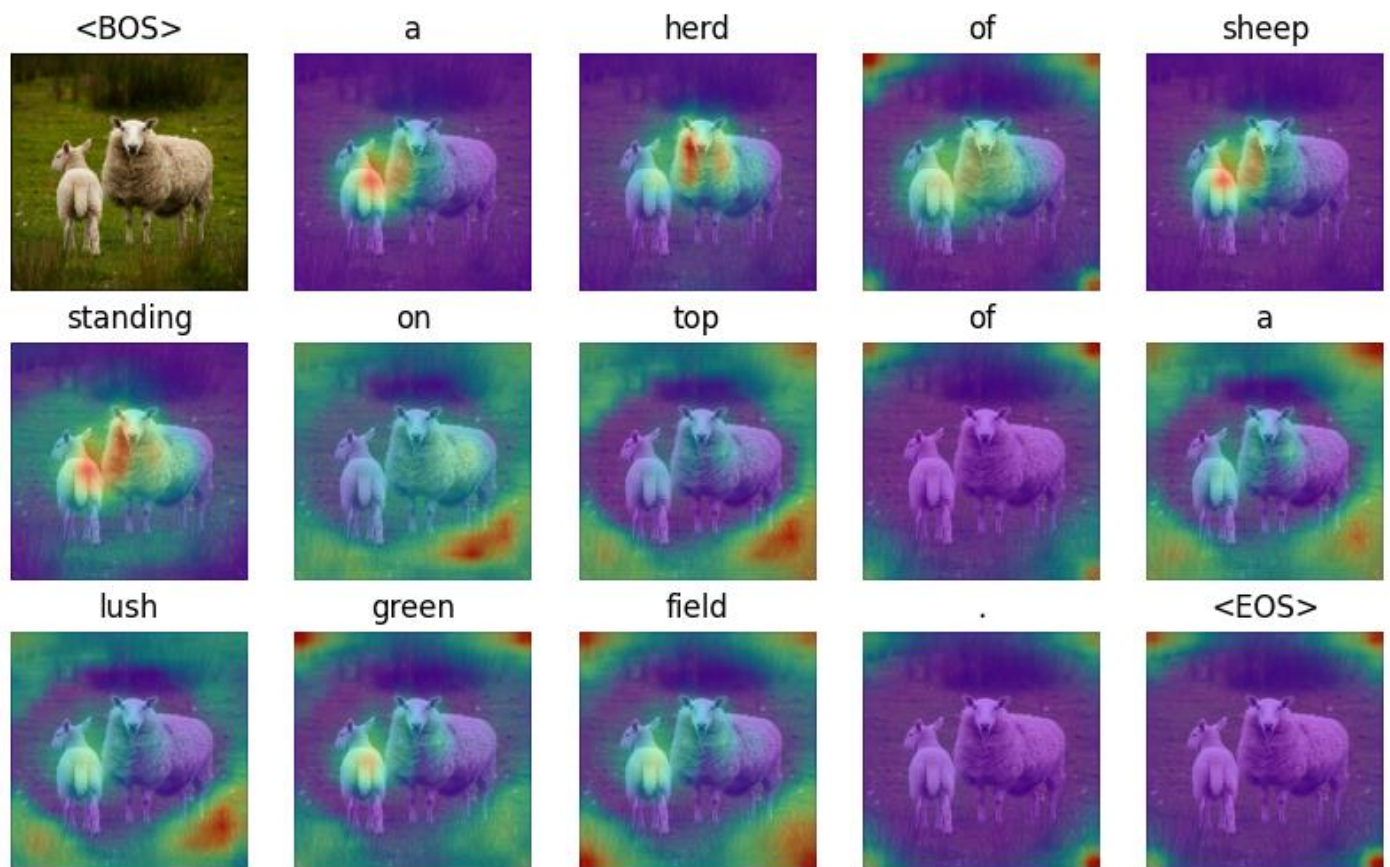 <BOS> a herd of sheep
standing on top of a
lush green field . <EOS>